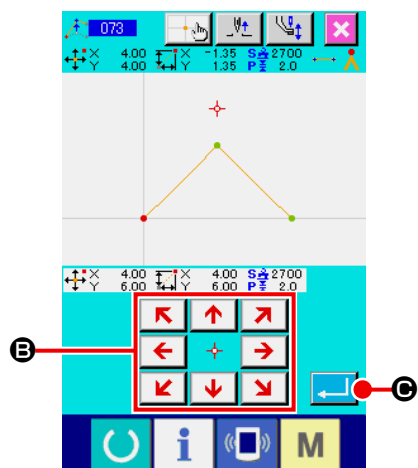 073
X 4.00 X -1.35 S 2700
Y 4.00 Y 1.35 P 2.0
X 4.00 X 4.00 S 2700
Y 6.00 Y 6.00 P 2.0
B
C
i M